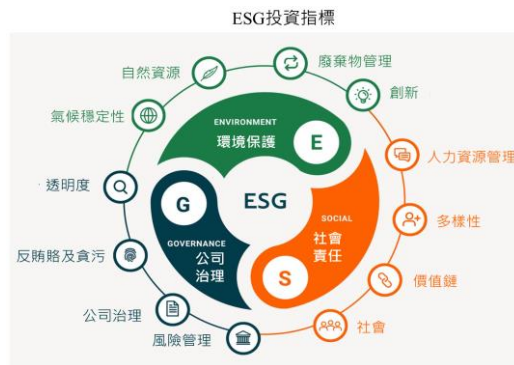 ESG投資指標
自然資源
廢棄物管理
氣候穩定性
創新
ENVIRONMENT
環境保護
E
人力資源管理
透明度
G
ESG
SOCIAL
社會
責任
多樣性
GOVERNANCE
公司
治理
反賄賂及貪污
S
價值鏈
公司治理
社會
風險管理